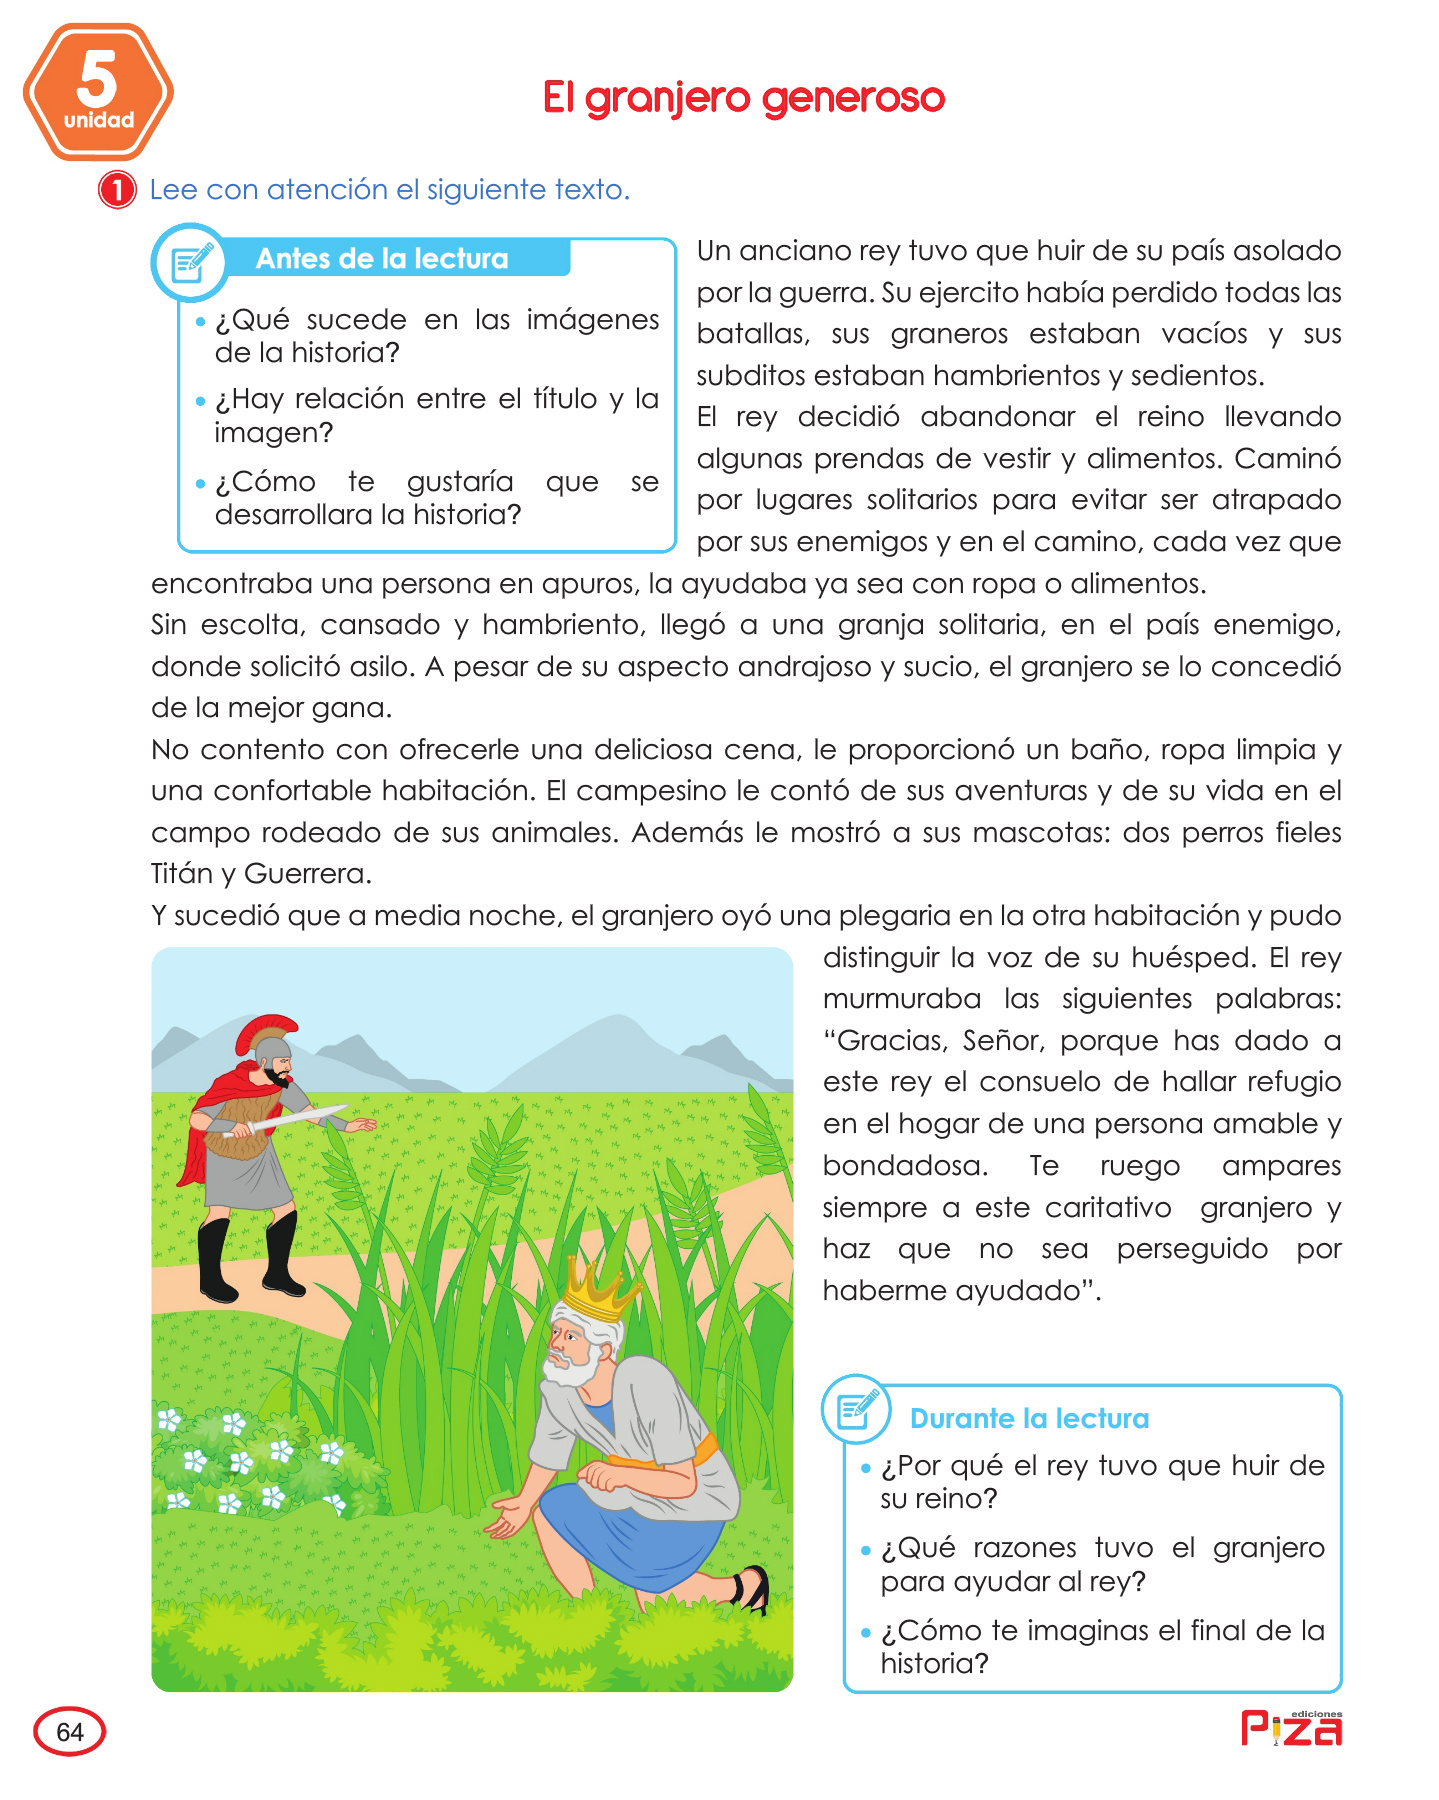 5
unidad
El granjero generoso
1 Lee con atención el siguiente texto.
Antes de la lectura
• ¿Qué sucede en las imágenes
de la historia?
• ¿Hay relación entre el título y la
imagen?
• ¿Cómo te gustaría que se
desarrollara la historia?
Un anciano rey tuvo que huir de su país asolado
por la guerra. Su ejercito había perdido todas las
batallas, sus graneros estaban vacíos y sus
subditos estaban hambrientos y sedientos.
El rey decidió abandonar el reino llevando
algunas prendas de vestir y alimentos. Caminó
por lugares solitarios para evitar ser atrapado
por sus enemigos y en el camino, cada vez que
encontraba una persona en apuros, la ayudaba ya sea con ropa o alimentos.
Sin escolta, cansado y hambriento, llegó a una granja solitaria, en el país enemigo,
donde solicitó asilo. A pesar de su aspecto andrajoso y sucio, el granjero se lo concedió
de la mejor gana.
No contento con ofrecerle una deliciosa cena, le proporcionó un baño, ropa limpia y
una confortable habitación. El campesino le contó de sus aventuras y de su vida en el
campo rodeado de sus animales. Además le mostró a sus mascotas: dos perros fieles
Titán y Guerrera.
Y sucedió que a media noche, el granjero oyó una plegaria en la otra habitación y pudo
distinguir la voz de su huésped. El rey
murmuraba las siguientes palabras:
“Gracias, Señor, porque has dado a
este rey el consuelo de hallar refugio
en el hogar de una persona amable y
bondadosa. Te ruego ampares
siempre a este caritativo granjero y
haz que no sea perseguido por
haberme ayudado”.
Durante la lectura
• ¿Por qué el rey tuvo que huir de
su reino?
• ¿Qué razones tuvo el granjero
para ayudar al rey?
• ¿Cómo te imaginas el final de la
historia?
64
ediciones
Piza